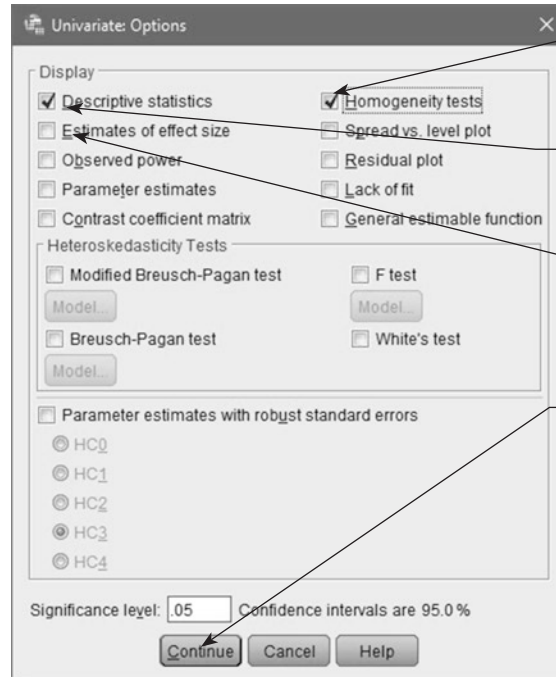 Univariate: Options
Display
Descriptive statistics
Homogeneity tests
Estimates of effect size
Spread vs. level plot
Observed power
Residual plot
Parameter estimates
Lack of fit
Contrast coefficient matrix
General estimable function
Heteroskedasticity Tests
Modified Breusch-Pagan test
F test
Model...
Model...
Breusch-Pagan test
White's test
Model...
Parameter estimates with robust standard errors
HC0
HC1
HC2
HC3
HC4
Significance level: .05 Confidence intervals are 95.0 %
Continue Cancel Help